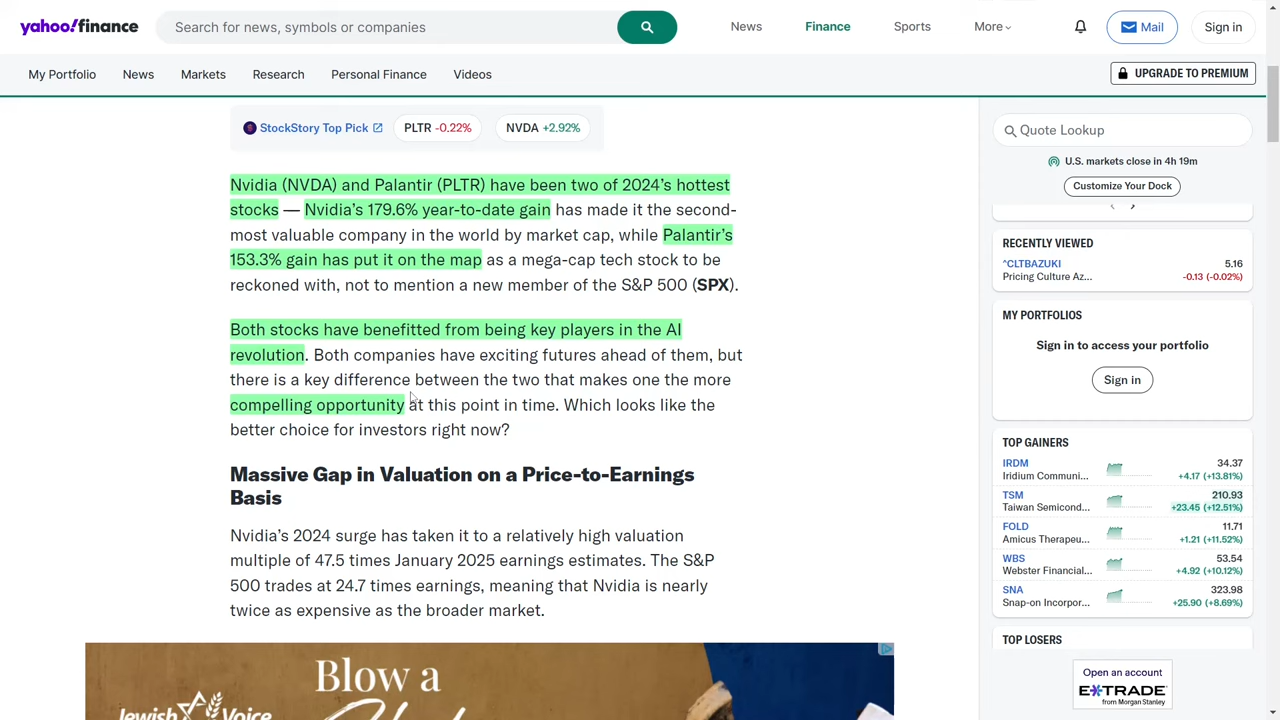 yahoo!finance
Search for news, symbols or companies
News
Finance
Sports
More
Mail
Sign in
My Portfolio
News
Markets
Research
Personal Finance
Videos
UPGRADE TO PREMIUM
StockStory Top Pick
PLTR -0.22%
NVDA +2.92%
Nvidia (NVDA) and Palantir (PLTR) have been two of 2024's hottest
stocks — Nvidia's 179.6% year-to-date gain has made it the second-
most valuable company in the world by market cap, while Palantir's
153.3% gain has put it on the map as a mega-cap tech stock to be
reckoned with, not to mention a new member of the S&P 500 (SPX).
Both stocks have benefitted from being key players in the AI
revolution. Both companies have exciting futures ahead of them, but
there is a key difference between the two that makes one the more
compelling opportunity at this point in time. Which looks like the
better choice for investors right now?
Massive Gap in Valuation on a Price-to-Earnings
Basis
Nvidia's 2024 surge has taken it to a relatively high valuation
multiple of 47.5 times January 2025 earnings estimates. The S&P
500 trades at 24.7 times earnings, meaning that Nvidia is nearly
twice as expensive as the broader market.
Blow a
Jewish Voice
Quote Lookup
U.S. markets close in 4h 19m
Customize Your Dock
RECENTLY VIEWED
^CLTBAZUKI 5.16
Pricing Culture Az... -0.13 (-0.02%)
MY PORTFOLIOS
Sign in to access your portfolio
Sign in
TOP GAINERS
IRDM 34.37
Iridium Communi... +4.17 (+13.81%)
TSM 210.93
Taiwan Semicond... +23.45 (+12.51%)
FOLD 11.71
Amicus Therapeu... +1.21 (+11.52%)
WBS 53.54
Webster Financial... +4.92 (+10.12%)
SNA 323.98
Snap-on Incorpor... +25.90 (+8.69%)
TOP LOSERS
Open an account
E*TRADE
from Morgan Stanley